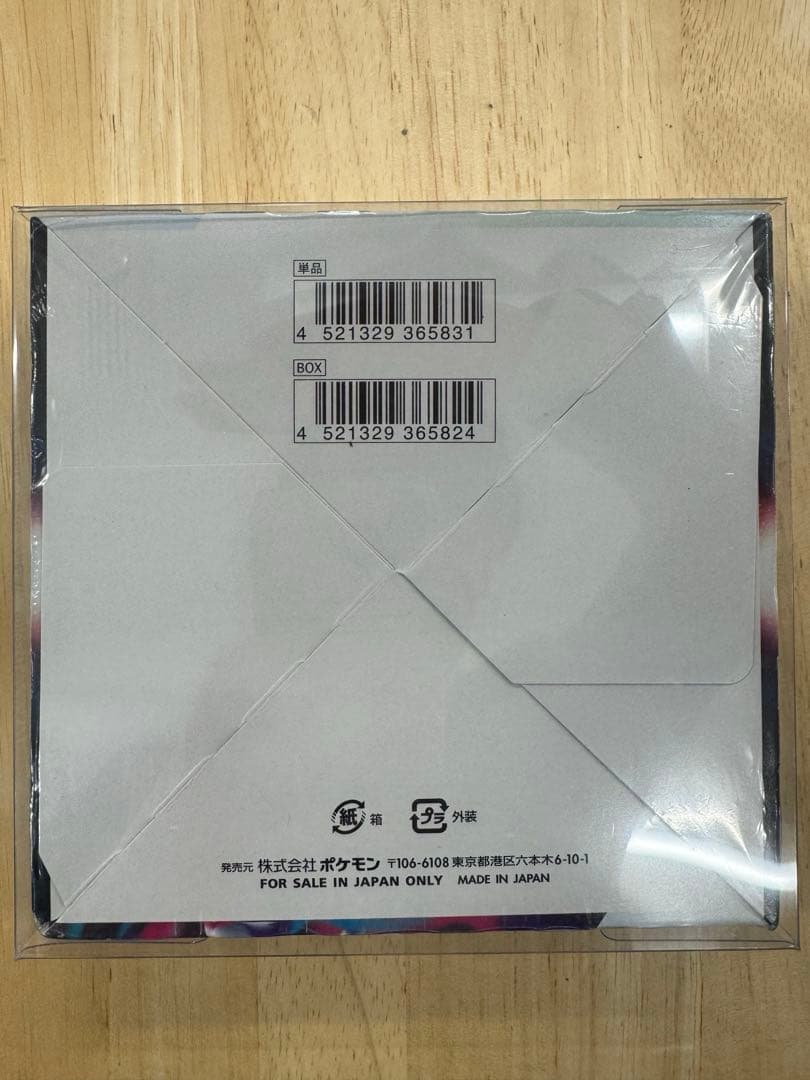 単品
4 521329 365831
BOX
4 521329 365824
紙 箱 プラ 外装
発売元 株式会社ポケモン 〒106-6108 東京都港区六本木6-10-1
FOR SALE IN JAPAN ONLY MADE IN JAPAN